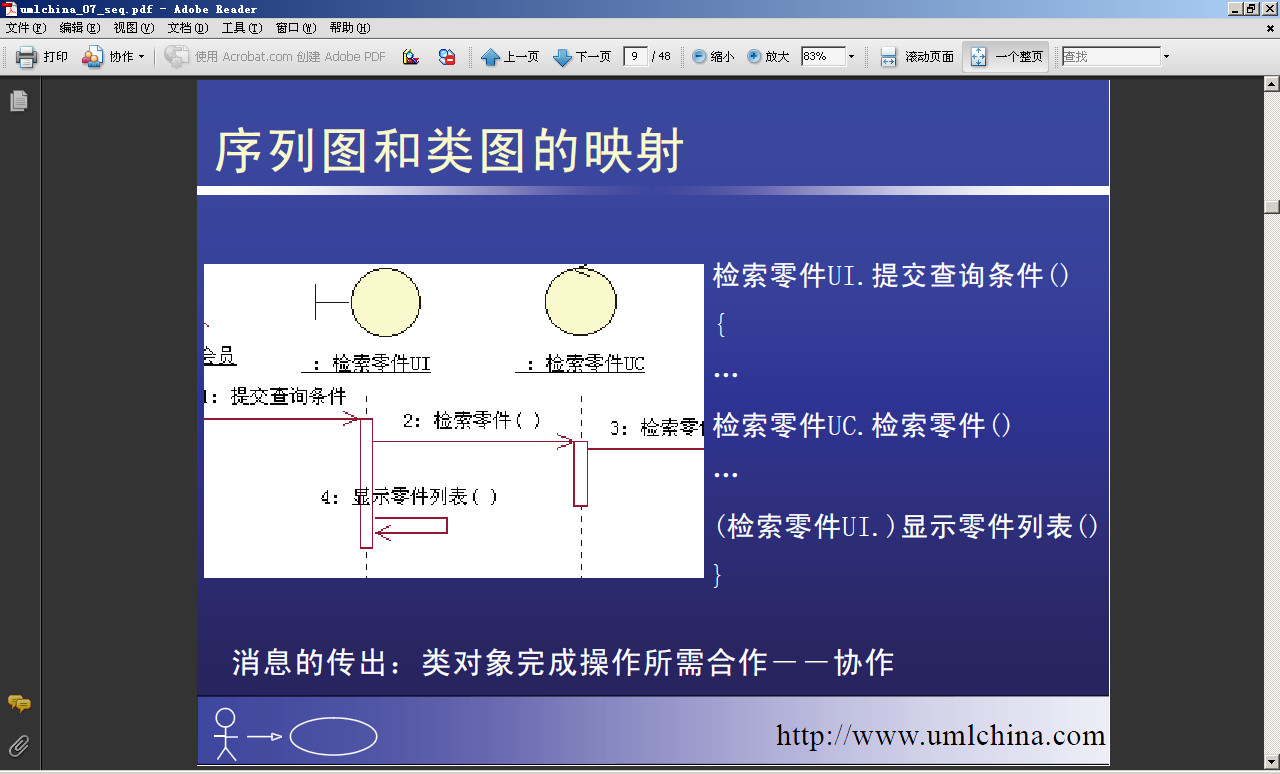 umlchina_07_seq.pdf - Adobe Reader
文件(F) 编辑(E) 视图(V) 文档(D) 工具(T) 窗口(W) 帮助(H)
打印 协作 使用 Acrobat.com 创建 Adobe PDF 上一页 下一页 9 / 48 缩小 放大 83% 滚动页面 一个整页 查找
序列图和类图的映射
会员
:检索零件UI
:检索零件UC
1: 提交查询条件
2: 检索零件( )
3: 检索零件
4: 显示零件列表( )
检索零件UI.提交查询条件()
{
...
检索零件UC.检索零件()
...
(检索零件UI.)显示零件列表()
}
消息的传出：类对象完成操作所需合作－－协作
http://www.umlchina.com